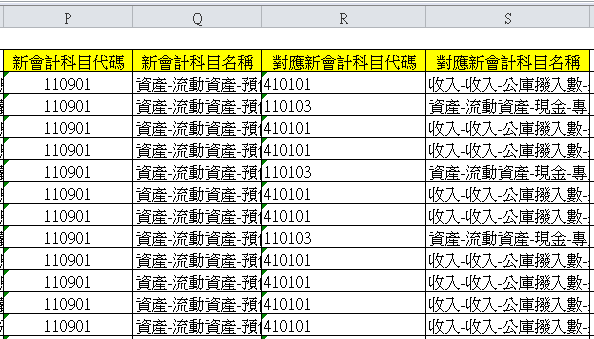 P Q R S
新會計科目代碼 新會計科目名稱 對應新會計科目代碼 對應新會計科目名稱
110901 資產-流動資產-預 410101 收入-收入-公庫撥入數-
110901 資產-流動資產-預 110103 資產-流動資產-現金-專
110901 資產-流動資產-預 410101 收入-收入-公庫撥入數-
110901 資產-流動資產-預 410101 收入-收入-公庫撥入數-
110901 資產-流動資產-預 110103 資產-流動資產-現金-專
110901 資產-流動資產-預 410101 收入-收入-公庫撥入數-
110901 資產-流動資產-預 410101 收入-收入-公庫撥入數-
110901 資產-流動資產-預 110103 資產-流動資產-現金-專
110901 資產-流動資產-預 410101 收入-收入-公庫撥入數-
110901 資產-流動資產-預 410101 收入-收入-公庫撥入數-
110901 資產-流動資產-預 410101 收入-收入-公庫撥入數-
110901 資產-流動資產-預 410101 收入-收入-公庫撥入數-